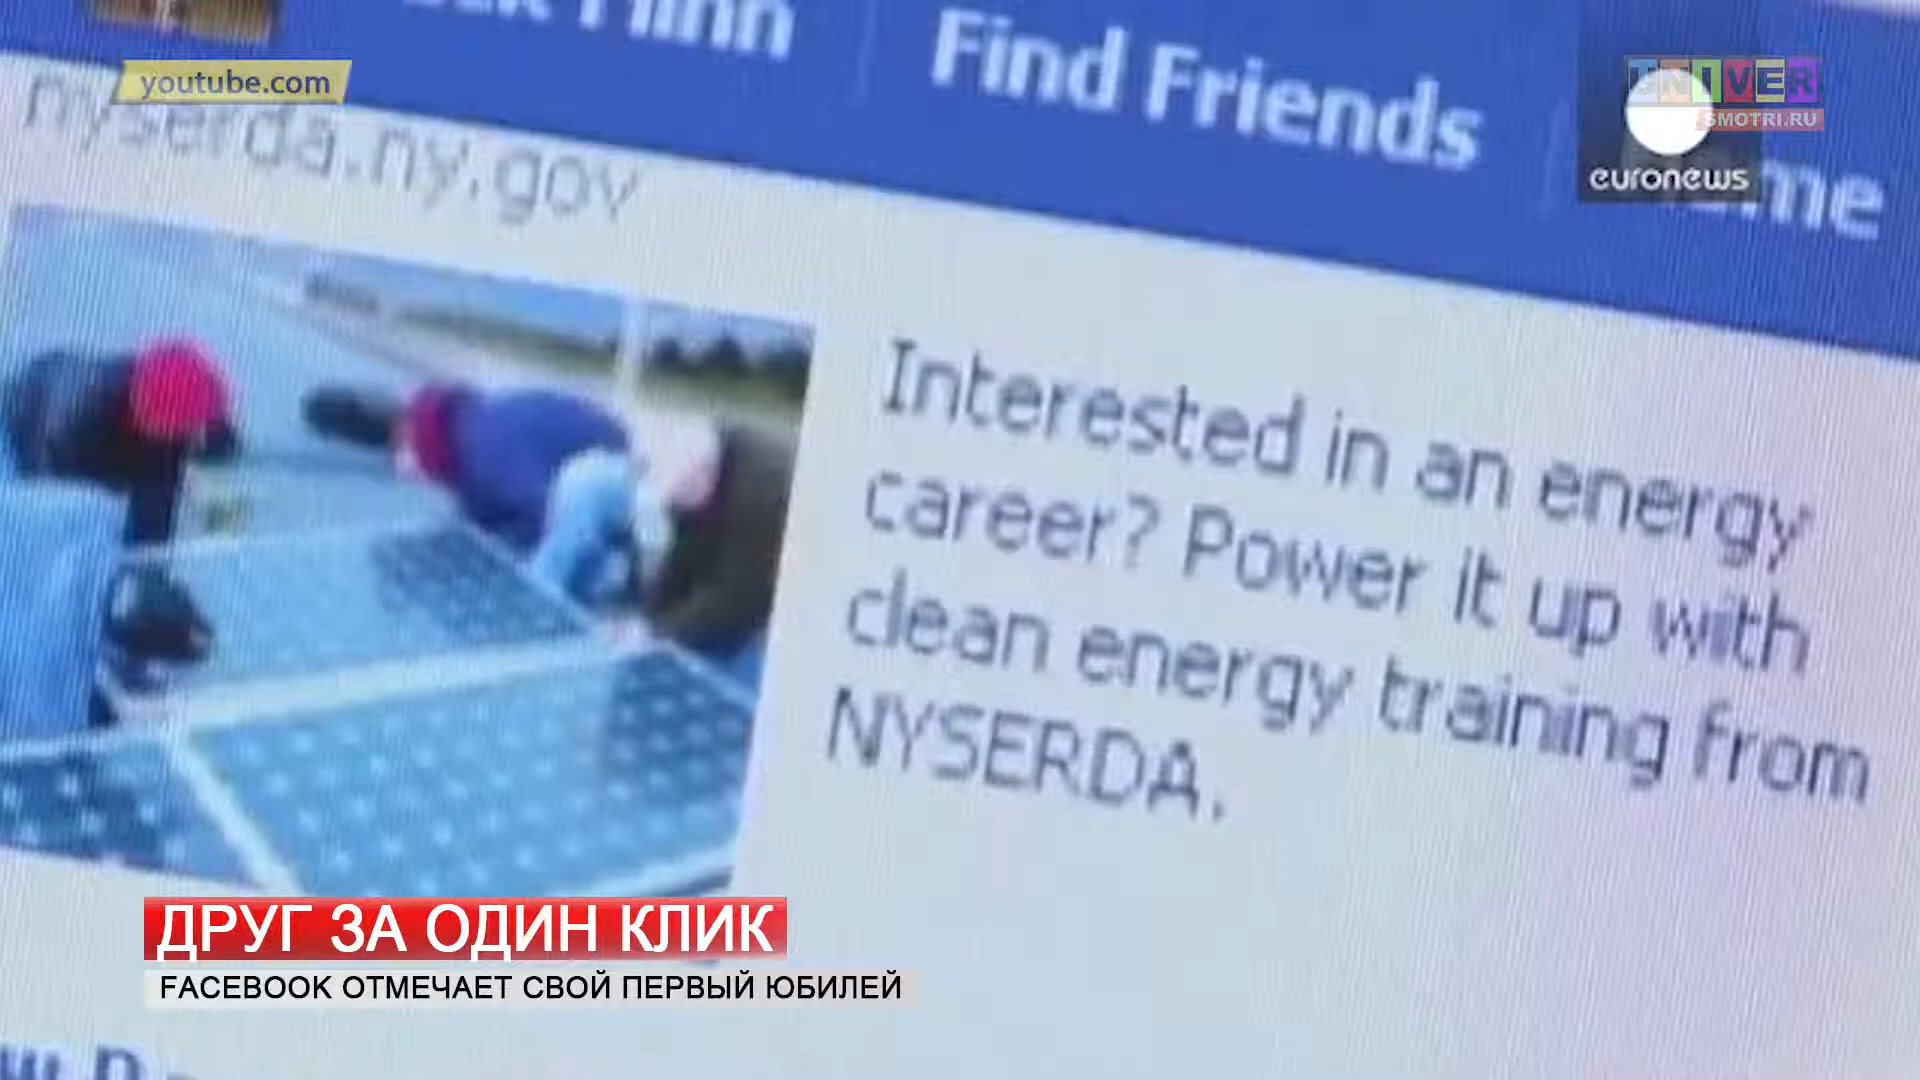 Find Friends
youtube.com
UNIVER
SMOTRI.RU
euronews
nyserda.ny.gov
Interested in an energy
career? Power it up with
clean energy training from
NYSERDA.
ДРУГ ЗА ОДИН КЛИК
FACEBOOK ОТМЕЧАЕТ СВОЙ ПЕРВЫЙ ЮБИЛЕЙ